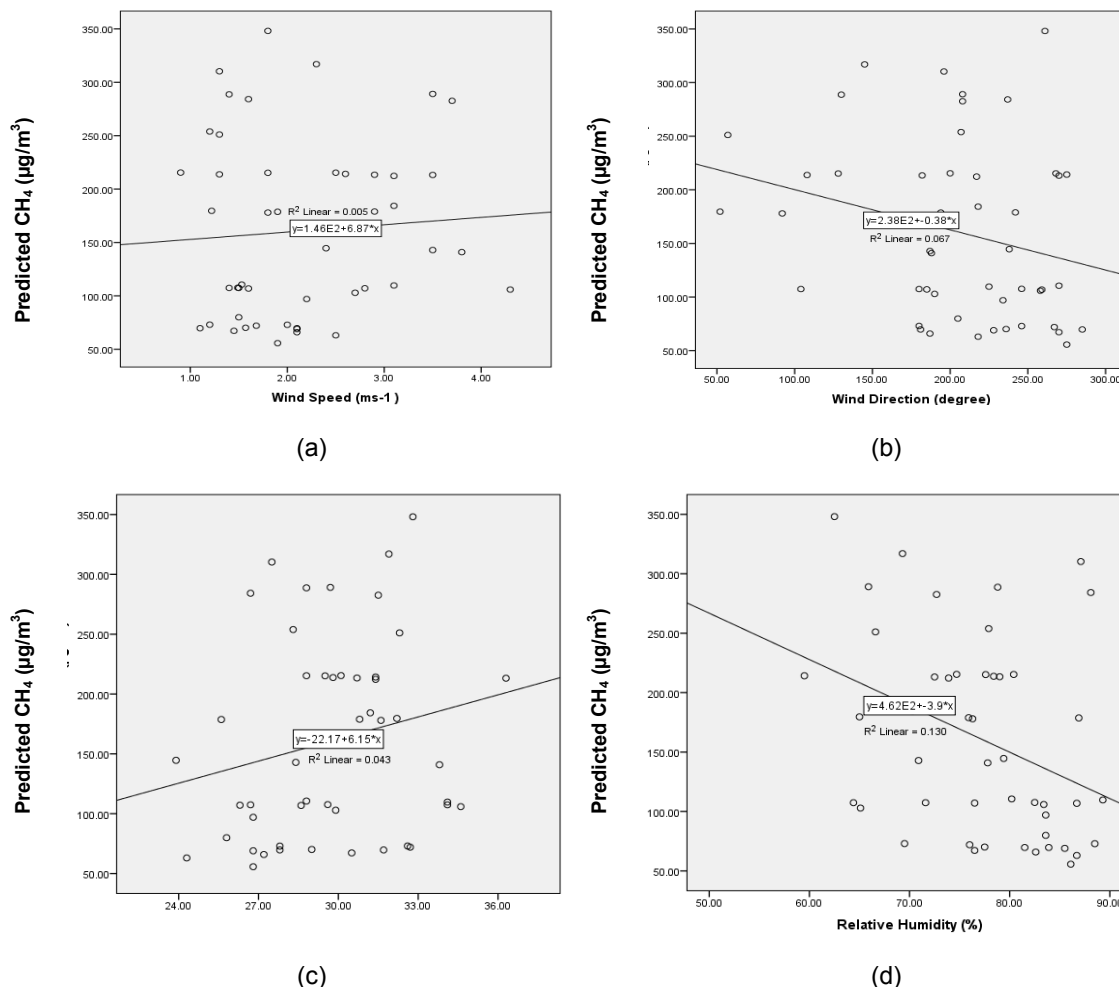 350.00
300.00
250.00
200.00
150.00
100.00
50.00
Predicted CH₄ (µg/m³)
R² Linear = 0.005
y=1.46E2+6.87*x
1.00 2.00 3.00 4.00
Wind Speed (ms-1 )
(a)
350.00
300.00
250.00
200.00
150.00
100.00
50.00
Predicted CH₄ (µg/m³)
y=2.38E2+-0.38*x
R² Linear = 0.067
50.00 100.00 150.00 200.00 250.00 300.00
Wind Direction (degree)
(b)
350.00
300.00
250.00
200.00
150.00
100.00
50.00
Predicted CH₄ (µg/m³)
y=-22.17+6.15*x
R² Linear = 0.043
24.00 27.00 30.00 33.00 36.00
(c)
350.00
300.00
250.00
200.00
150.00
100.00
50.00
Predicted CH₄ (µg/m³)
y=4.62E2+-3.9*x
R² Linear = 0.130
50.00 60.00 70.00 80.00 90.00
Relative Humidity (%)
(d)